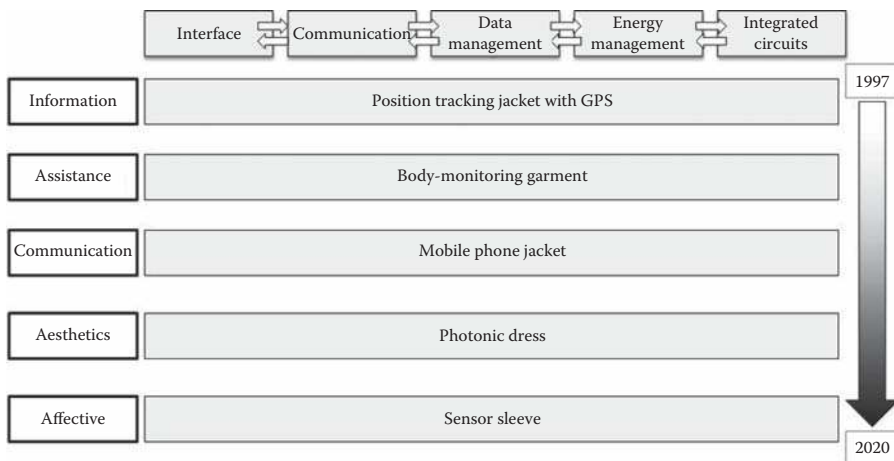 Interface
Communication
Data
management
Energy
management
Integrated
circuits
1997
Information
Position tracking jacket with GPS
Assistance
Body-monitoring garment
Communication
Mobile phone jacket
Aesthetics
Photonic dress
Affective
Sensor sleeve
2020